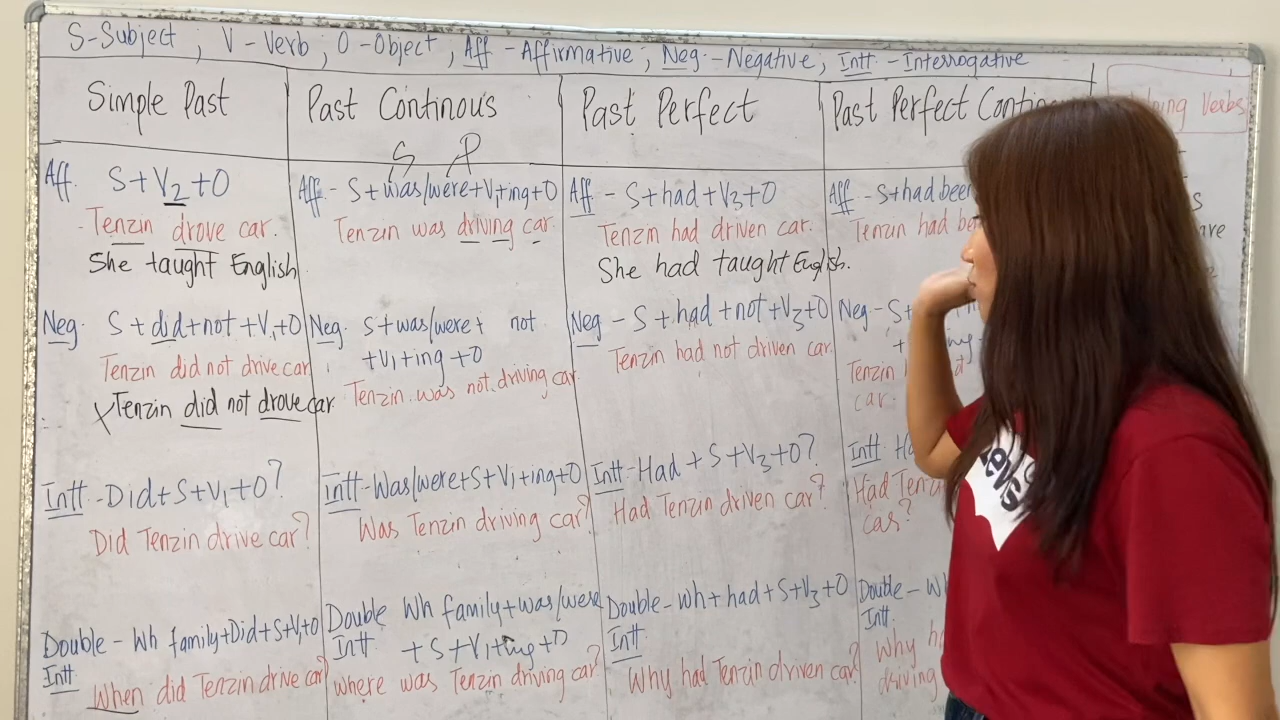 S-Subject ; V-Verb ; O-Object , Aff -Affirmative ; Neg.-Negative, Intt.-Interrogative
Simple Past
Aff. S+V2+O
Tenzin drove car.
She taught English
Neg. S+did+not+V1+O
Tenzin did not drive car
X Tenzin did not drove car
Intt-Did+S+V1+O?
Did Tenzin drive car?
Double - Wh family+Did+S+V1+O
Intt
When did Tenzin drive car?
Past Continous
S P
Aff.- S+was/were+V1+ing+O
Tenzin was driving car
Neg. S+was/were+ not
+V1+ing+O
Tenzin was not driving car
Intt-Was/were+S+V1+ing+O
Was Tenzin driving car?
Double Wh family+was/were
Intt +S+V1+ing+O
where was Tenzin driving car?
Past Perfect
Aff - S+had+V3+O
Tenzin had driven car.
She had taught English.
Neg - S+had+not+V3+O
Tenzin had not driven car
Intt-Had+S+V3+O?
Had Tenzin driven car?
Double-Wh+had+S+V3+O
Intt
Why had Tenzin driven car?
Past Perfect
Aff - S+had been
Tenzin had
Neg - S+
Tenzin
car.
Intt.
Had
Car?
Double - Wh
Intt.
Why
driving
Verbs
Levi's